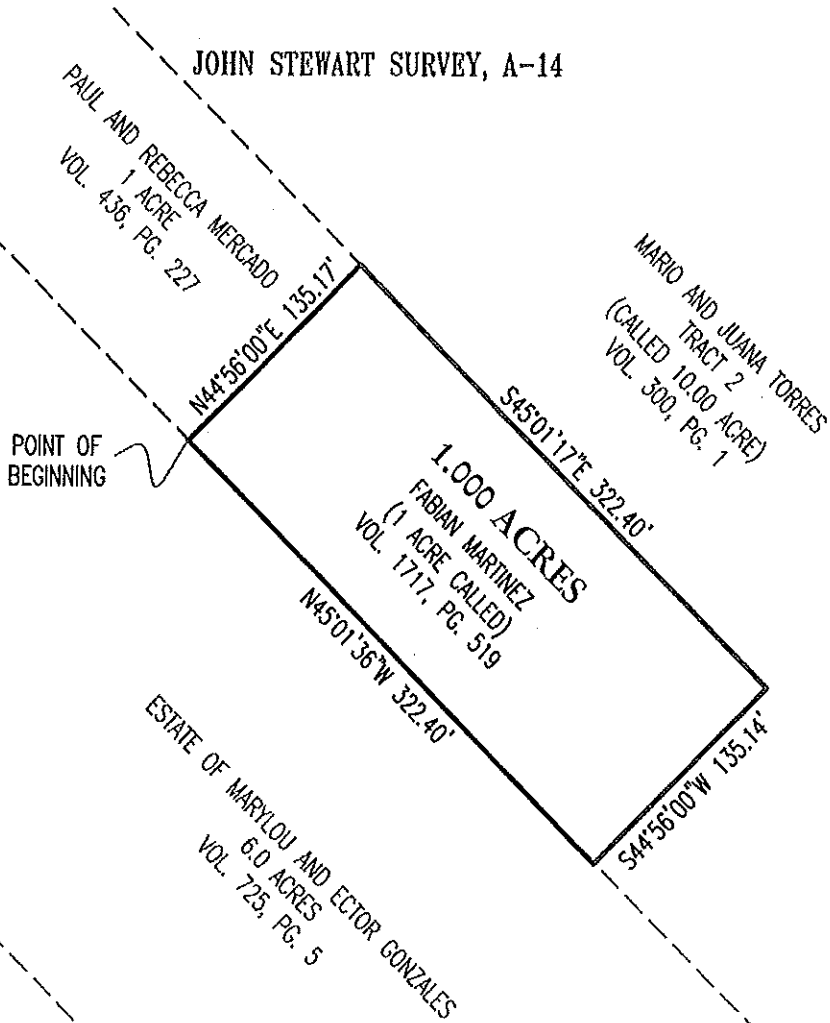 JOHN STEWART SURVEY, A-14
PAUL AND REBECCA MERCADO
1 ACRE
VOL. 436, PG. 227
MARIO AND JUANA TORRES
TRACT 2
(CALLED 10.00 ACRE)
VOL. 300, PG. 1
N44°56'00"E 135.17'
POINT OF
BEGINNING
S45°01'17"E 322.40'
1.000 ACRES
FABIAN MARTINEZ
(1 ACRE CALLED)
VOL. 1717, PG. 519
N45°01'36"W 322.40'
S44°56'00"W 135.14'
ESTATE OF MARYLOU AND ECTOR GONZALES
6.0 ACRES
VOL. 725, PG. 5